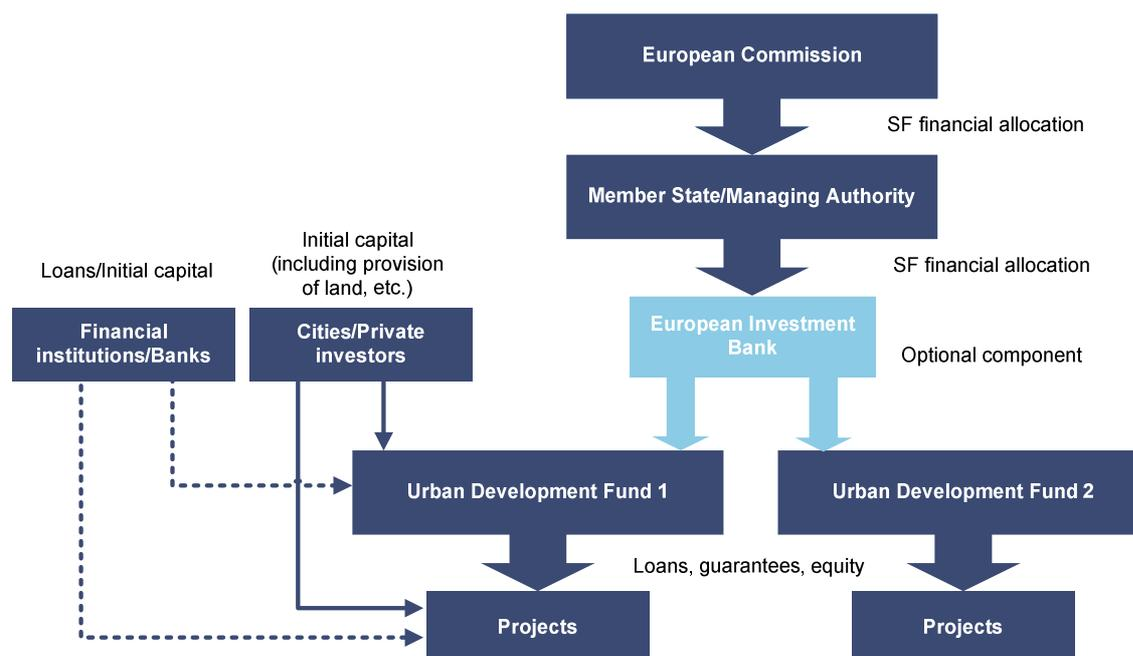 European Commission
SF financial allocation
Member State/Managing Authority
SF financial allocation
Initial capital
(including provision
of land, etc.)
Loans/Initial capital
Financial
institutions/Banks
Cities/Private
investors
European Investment
Bank
Optional component
Urban Development Fund 1
Urban Development Fund 2
Loans, guarantees, equity
Projects
Projects